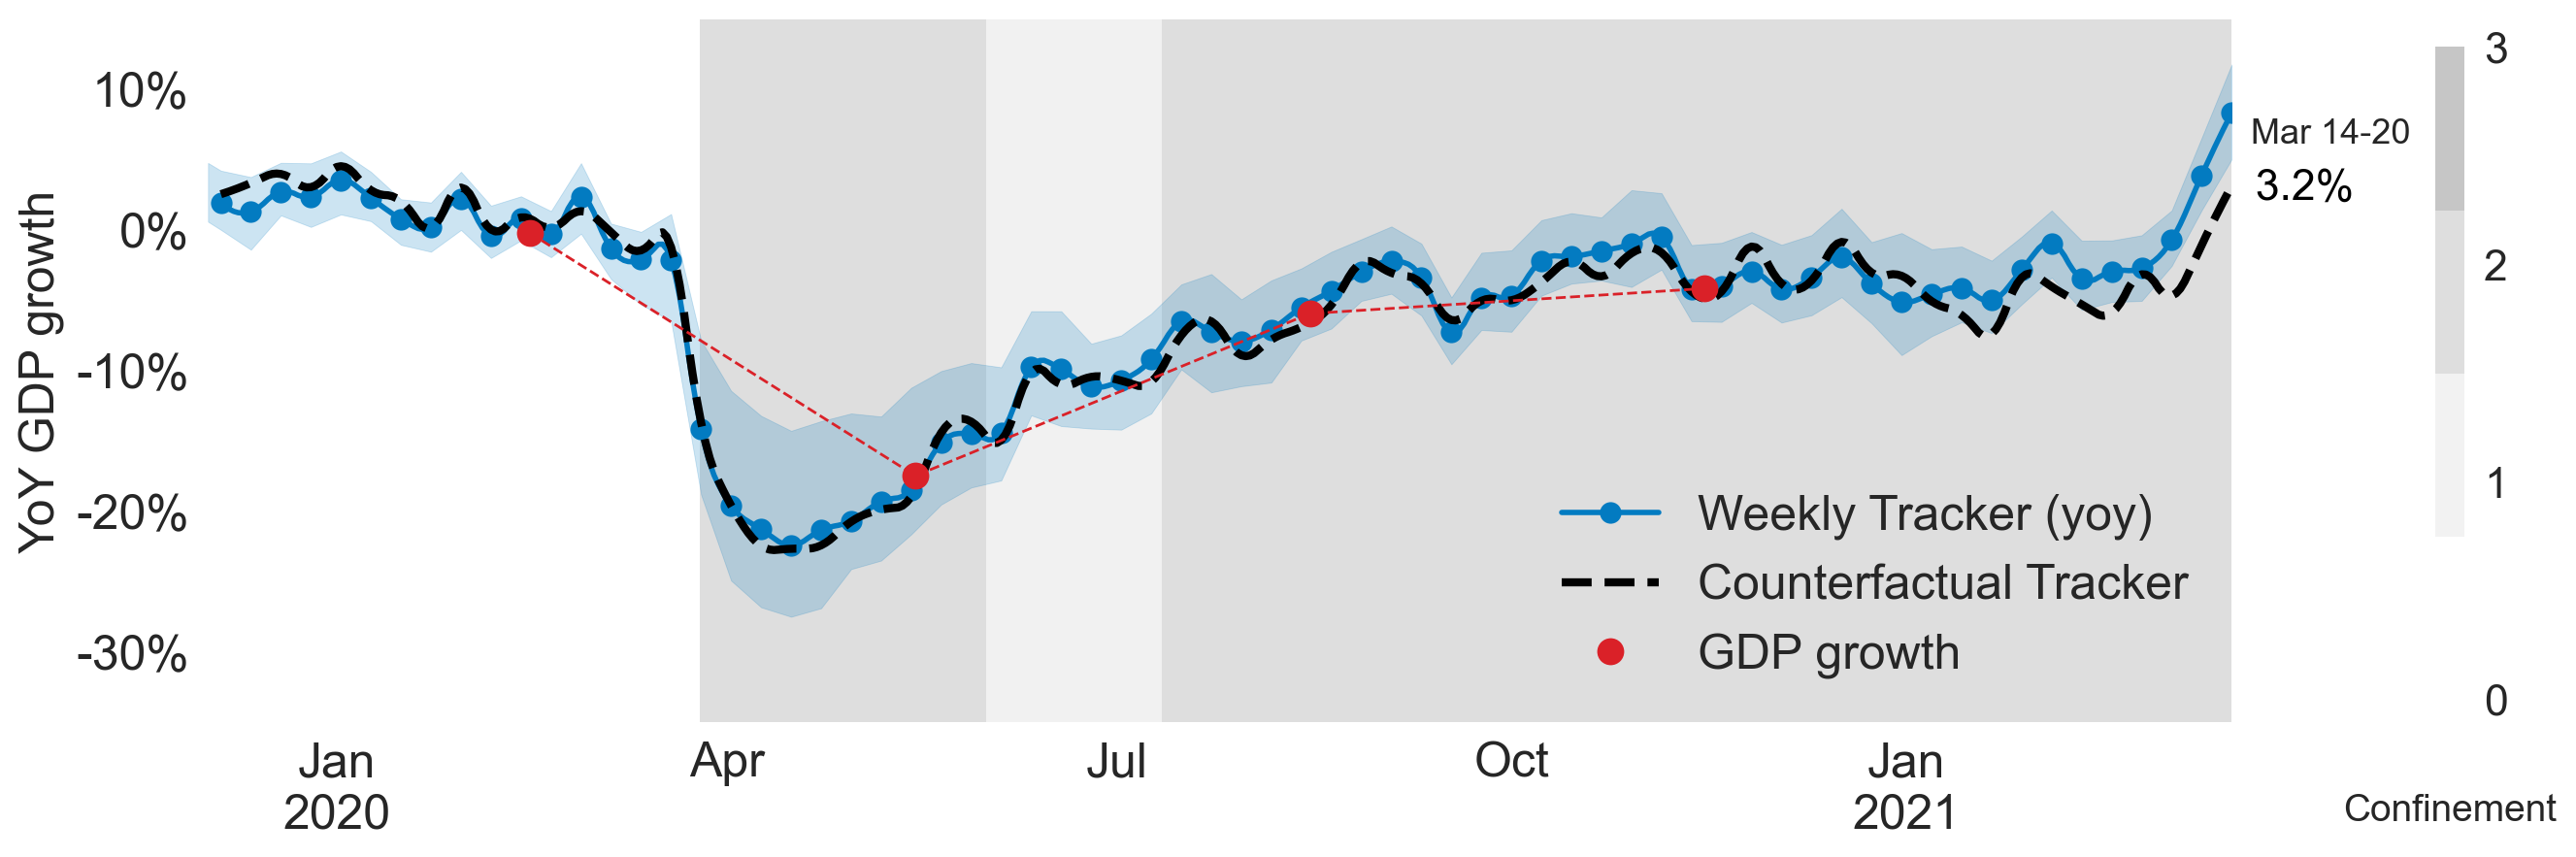 YoY GDP growth
10%
0%
-10%
-20%
-30%
Jan
2020
Apr
Jul
Oct
Jan
2021
Weekly Tracker (yoy)
Counterfactual Tracker
GDP growth
Mar 14-20
3.2%
3
2
1
0
Confinement